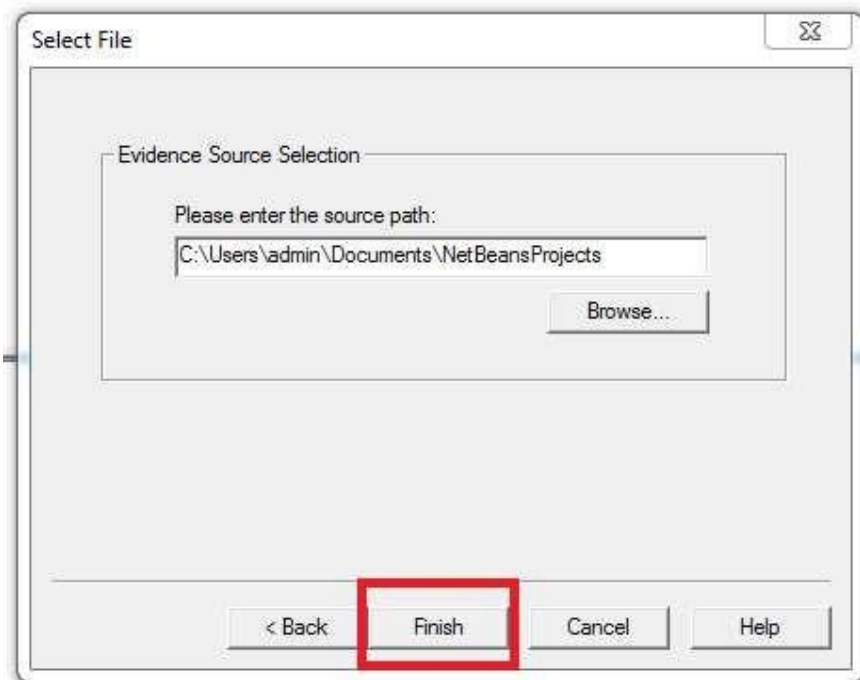 Select File
Evidence Source Selection
Please enter the source path:
C:\Users\admin\Documents\NetBeansProjects
Browse...
< Back Finish Cancel Help